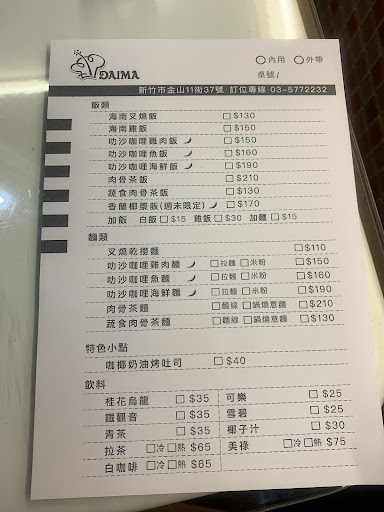 DAIMA
○內用 ○外帶
桌號/
新竹市金山11街37號·訂位專線 03-5772232
飯類
海南叉燒飯 □$130
海南雞飯 □$150
叻沙咖哩雞肉飯 □$150
叻沙咖哩魚飯 □$160
叻沙咖哩海鮮飯 □$190
肉骨茶飯 □$210
蔬食肉骨茶飯 □$130
香蘭椰漿飯(週末限定) □$170
加飯 白飯□$15 雞飯□$30 加麵□$15
麵類
叉燒乾撈麵 □$110
叻沙咖哩雞肉麵 □拉麵□米粉 □$150
叻沙咖哩魚麵 □拉麵□米粉 □$160
叻沙咖哩海鮮麵 □拉麵□米粉 □$190
肉骨茶麵 □麵線□鍋燒意麵 □$210
蔬食肉骨茶麵 □麵線□鍋燒意麵 □$130
特色小點
咖椰奶油烤吐司 □$40
飲料
桂花烏龍 □$35 可樂 □$25
鐵觀音 □$35 雪碧 □$25
青茶 □$35 椰子汁 □$30
拉茶 □冷□熱 $65 美祿 □冷□熱 $75
白咖啡 □冷□熱 $65